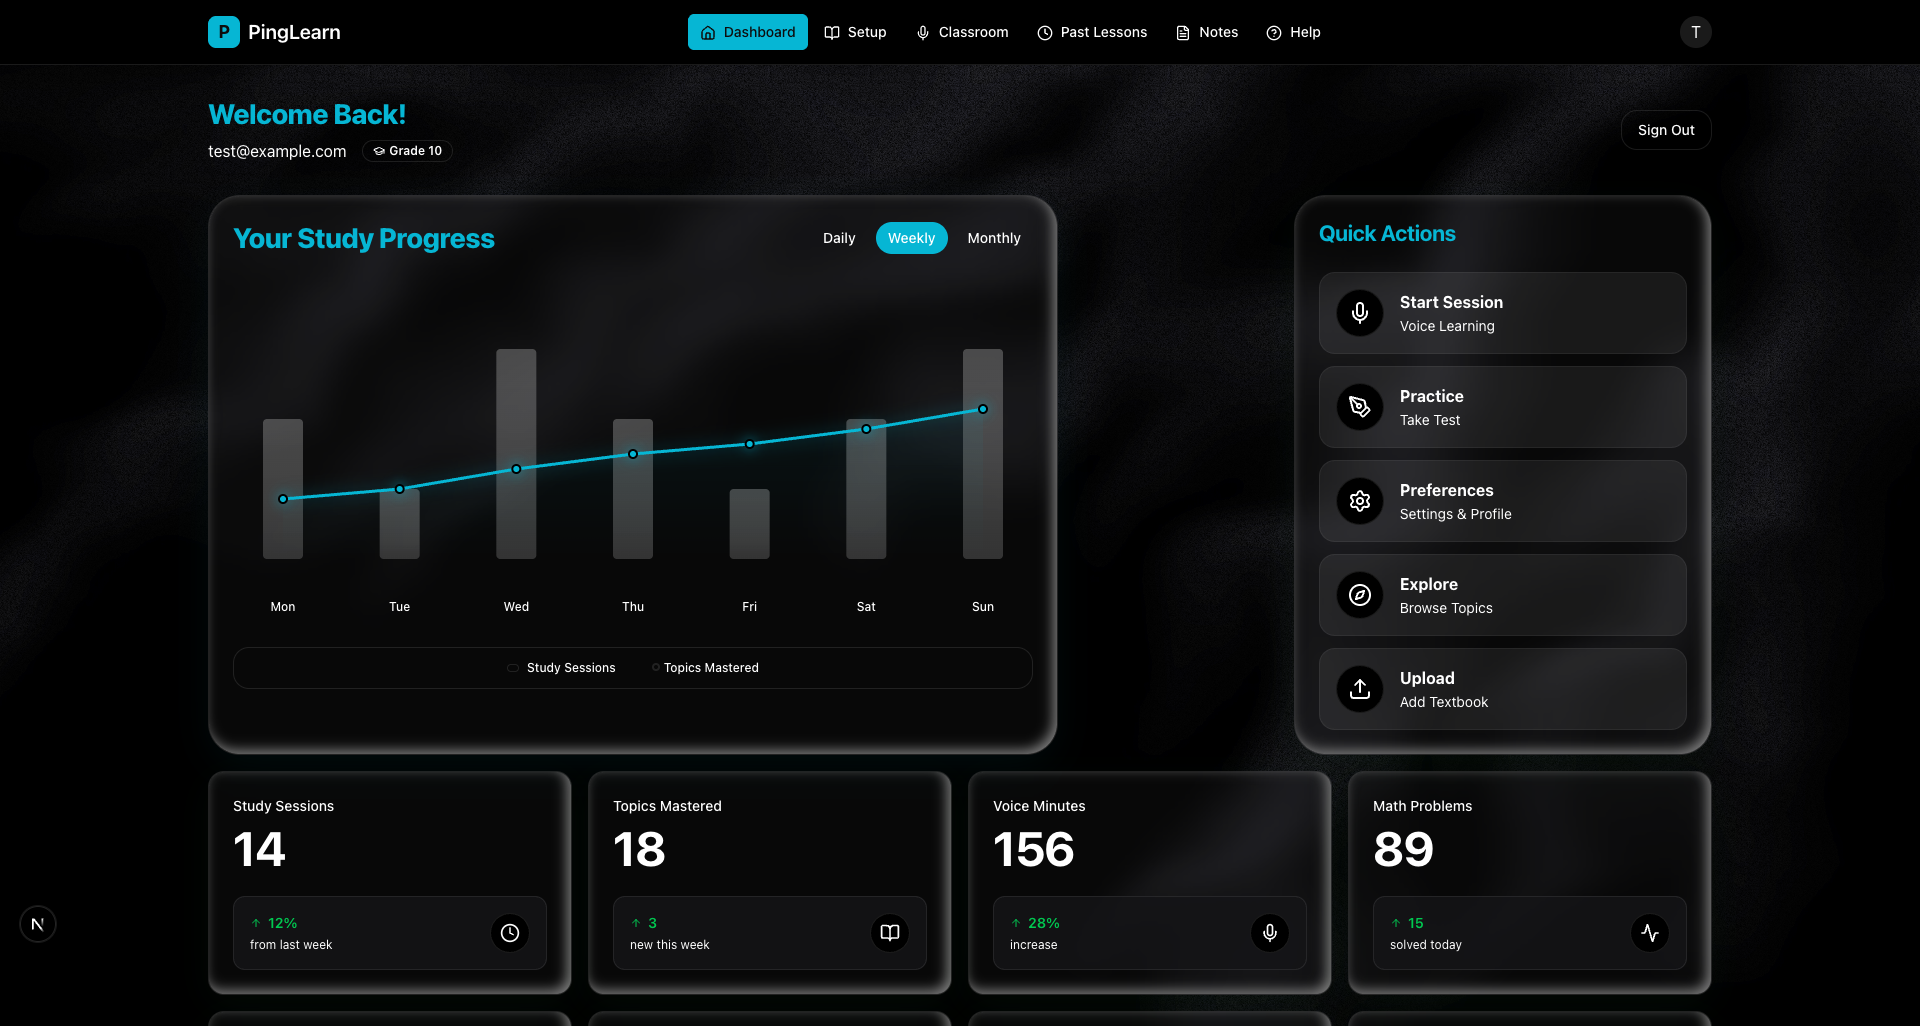 P PingLearn
Dashboard
Setup
Classroom
Past Lessons
Notes
Help
T
Welcome Back!
test@example.com
Grade 10
Sign Out
Your Study Progress
Daily
Weekly
Monthly
Mon
Tue
Wed
Thu
Fri
Sat
Sun
Study Sessions
Topics Mastered
Quick Actions
Start Session
Voice Learning
Practice
Take Test
Preferences
Settings & Profile
Explore
Browse Topics
Upload
Add Textbook
Study Sessions
14
↑ 12%
from last week
Topics Mastered
18
↑ 3
new this week
Voice Minutes
156
↑ 28%
increase
Math Problems
89
↑ 15
solved today
N